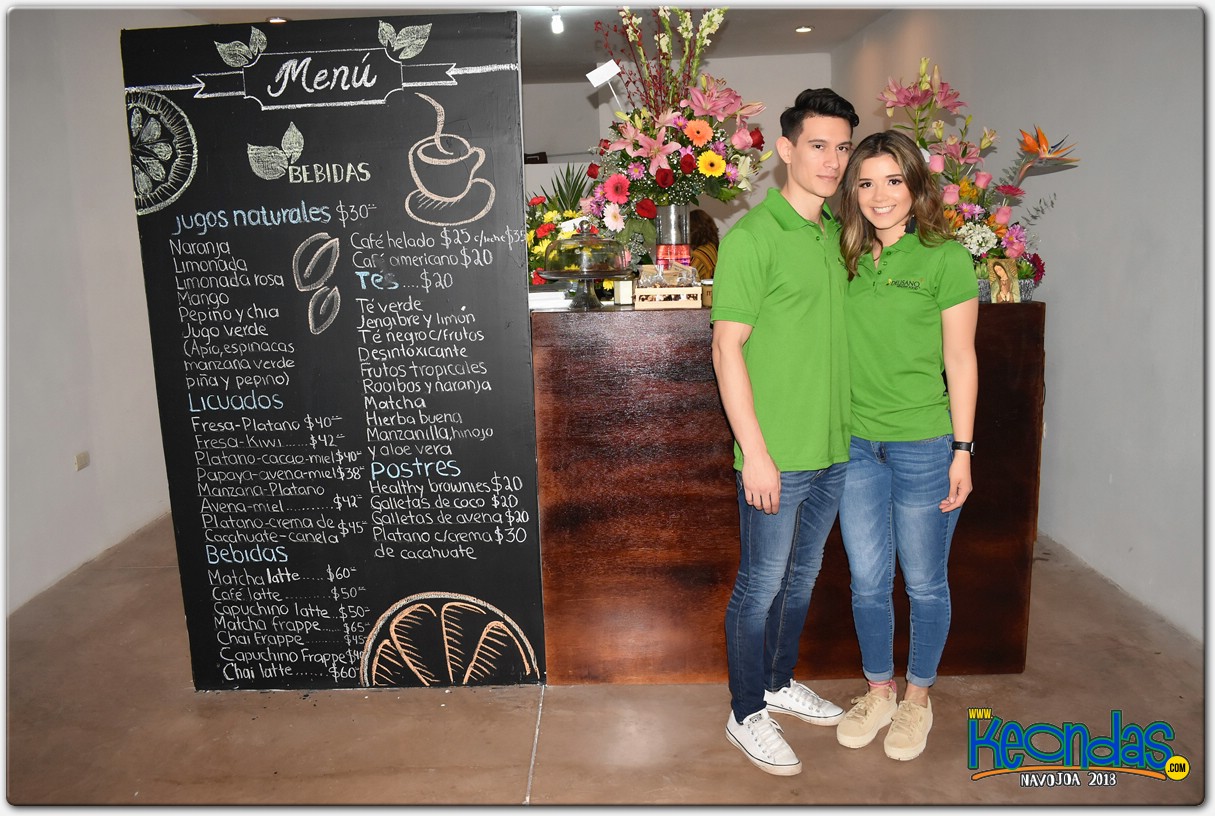 Menú
BEBIDAS
jugos naturales $30
Naranja
Limonada
Limonada rosa
Mango
Pepino y chia
Jugo verde
(Apio, espinacas
manzana verde
piña y pepino)
Licuados
Fresa-Platano $40
Fresa-Kiwi......$42
Platano-cacao-miel $40
Papaya-avena-miel $38
Manzana-Platano
Avena-miel..........$42
Platano-crema de $45
Cacahuate-canela
Bebidas
Matcha latte.....$60
Café latte..........$50
Capuchino latte..$50
Matcha frappe....$65
Chai frappe........$45
Capuchino Frappe
Chai latte.......$60
Café helado $25 c/leche $35
Café americano $20
Tés....$20
Té verde
Jengibre y limón
Té negro c/frutos
Desintoxicante
Frutos tropicales
Rooibos y naranja
Matcha
Hierba buena
Manzanilla, hinojo
y aloe vera
Postres
Healthy brownies $20
Galletas de coco $20
Galletas de avena $20
Platano c/crema $30
de cacahuate
DELISANO
WWW.
Keondas
.COM
NAVOJOA 2018